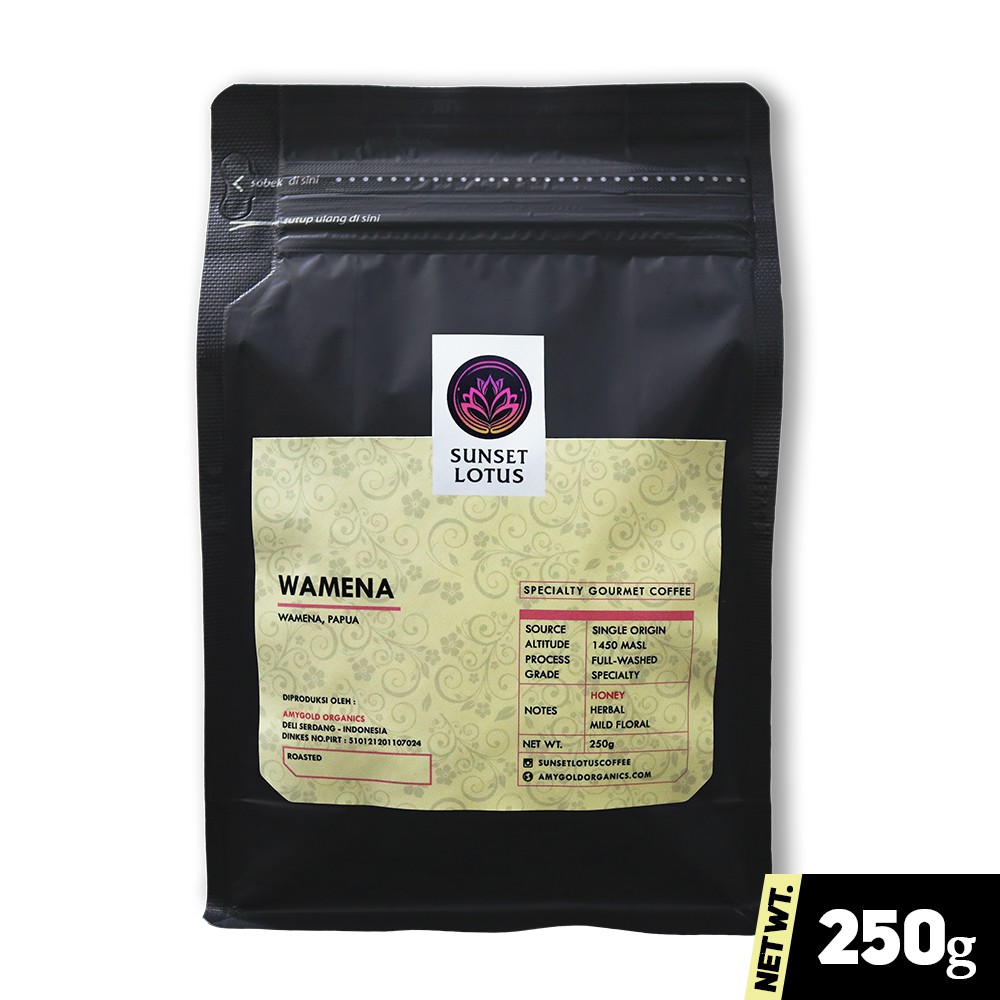 sobek di sini
tutup ulang di sini
SUNSET
LOTUS
WAMENA
WAMENA, PAPUA
DIPRODUKSI OLEH :
AMYGOLD ORGANICS
DELI SERDANG - INDONESIA
DINKES NO.PIRT : 510121201107024
ROASTED
SPECIALTY GOURMET COFFEE
SOURCE SINGLE ORIGIN
ALTITUDE 1450 MASL
PROCESS FULL-WASHED
GRADE SPECIALTY
NOTES HONEY
HERBAL
MILD FLORAL
NET WT. 250g
SUNSETLOTUSCOFFEE
AMYGOLDORGANICS.COM
NET WT. 250g